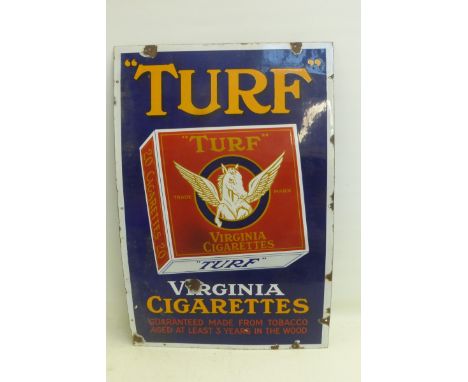 "TURF"
20 CIGARETTES 20
"TURF"
TRADE MARK
VIRGINIA
CIGARETTES
"TURF"
VIRGINIA
CIGARETTES
GUARANTEED MADE FROM TOBACCO
AGED AT LEAST 3 YEARS IN THE WOOD